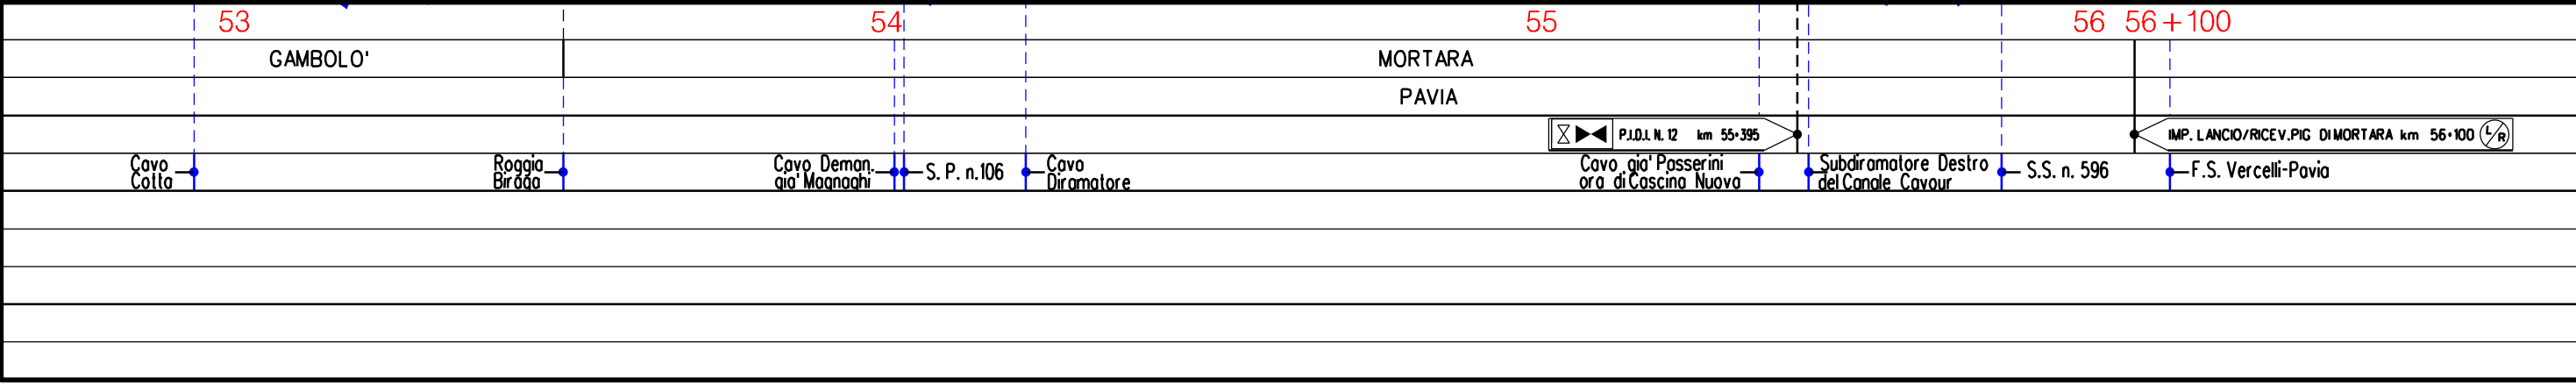 53 54 55 56 56+100
GAMBOLO' MORTARA
PAVIA
P.I.D.I. N. 12 km 55+395 IMP. LANCIO/RICEV.PIG DI MORTARA km 56+100 L/R
Cavo
Cotta
Roggia
Biraga
Cavo Deman.
gia' Magnaghi
S. P. n.106
Cavo
Diramatore
Cavo gia' Passerini
ora di Cascina Nuova
Subdiramatore Destro
del Canale Cavour
S.S. n. 596
F.S. Vercelli-Pavia